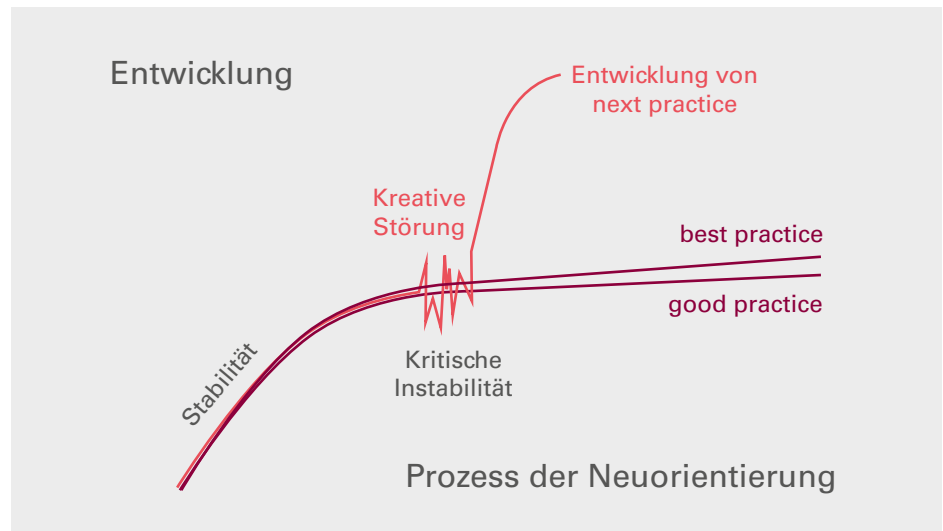 Entwicklung
Entwicklung von
next practice
Kreative
Störung
best practice
good practice
Stabilität
Kritische
Instabilität
Prozess der Neuorientierung